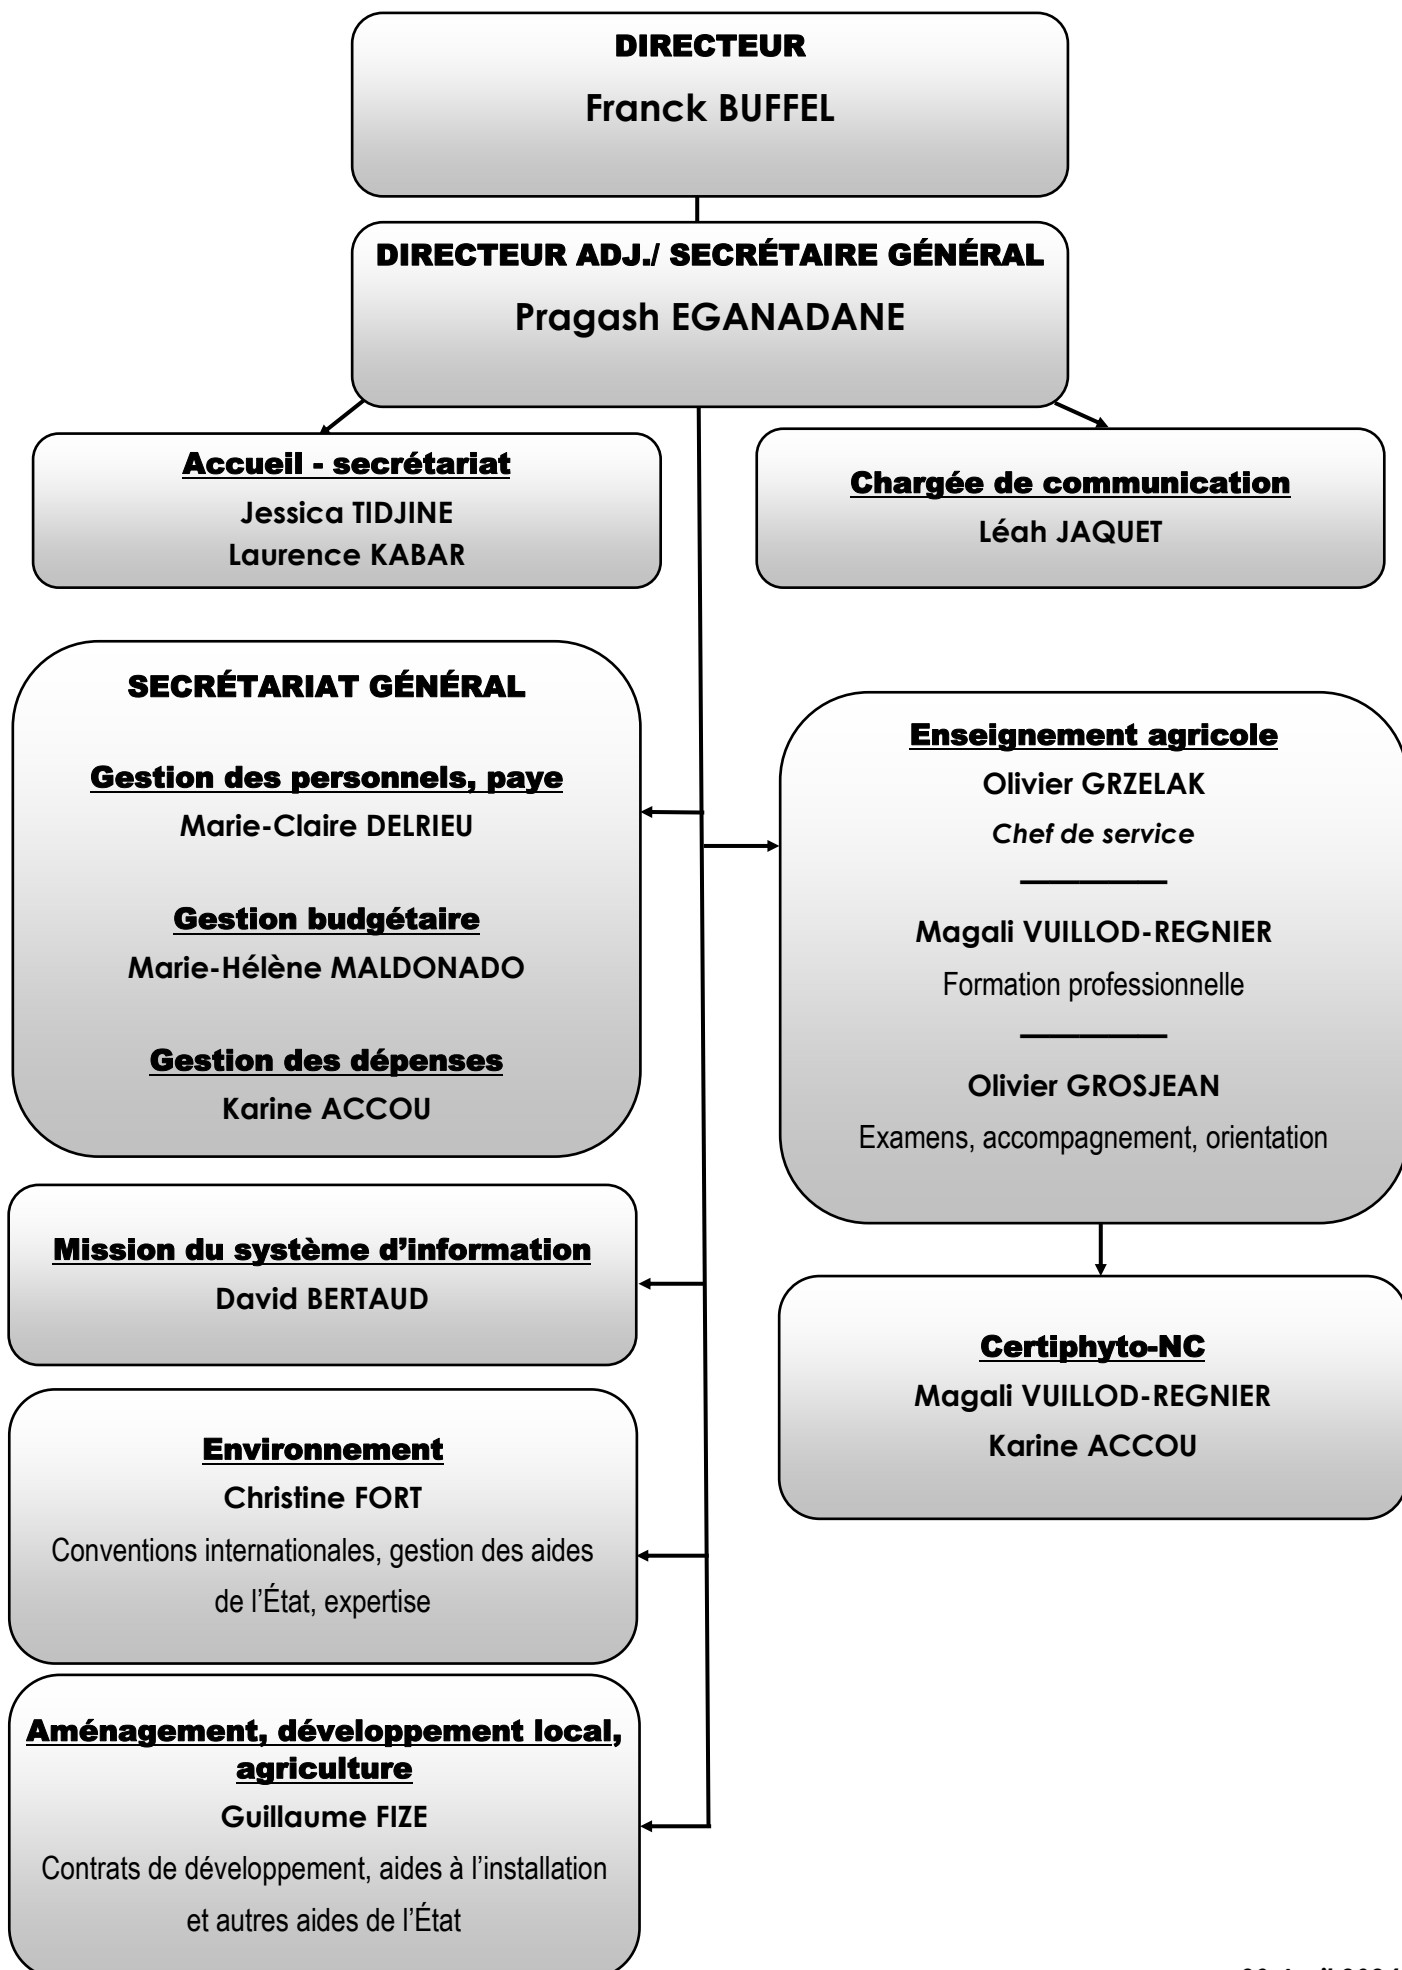 DIRECTEUR
Franck BUFFEL
DIRECTEUR ADJ./ SECRÉTAIRE GÉNÉRAL
Pragash EGANADANE
Accueil - secrétariat
Jessica TIDJINE
Laurence KABAR
Chargée de communication
Léah JAQUET
SECRÉTARIAT GÉNÉRAL
Gestion des personnels, paye
Marie-Claire DELRIEU
Gestion budgétaire
Marie-Hélène MALDONADO
Gestion des dépenses
Karine ACCOU
Enseignement agricole
Olivier GRZELAK
Chef de service
Magali VUILLOD-REGNIER
Formation professionnelle
Olivier GROSJEAN
Examens, accompagnement, orientation
Mission du système d’information
David BERTAUD
Certiphyto-NC
Magali VUILLOD-REGNIER
Karine ACCOU
Environnement
Christine FORT
Conventions internationales, gestion des aides
de l’État, expertise
Aménagement, développement local,
agriculture
Guillaume FIZE
Contrats de développement, aides à l’installation
et autres aides de l’État